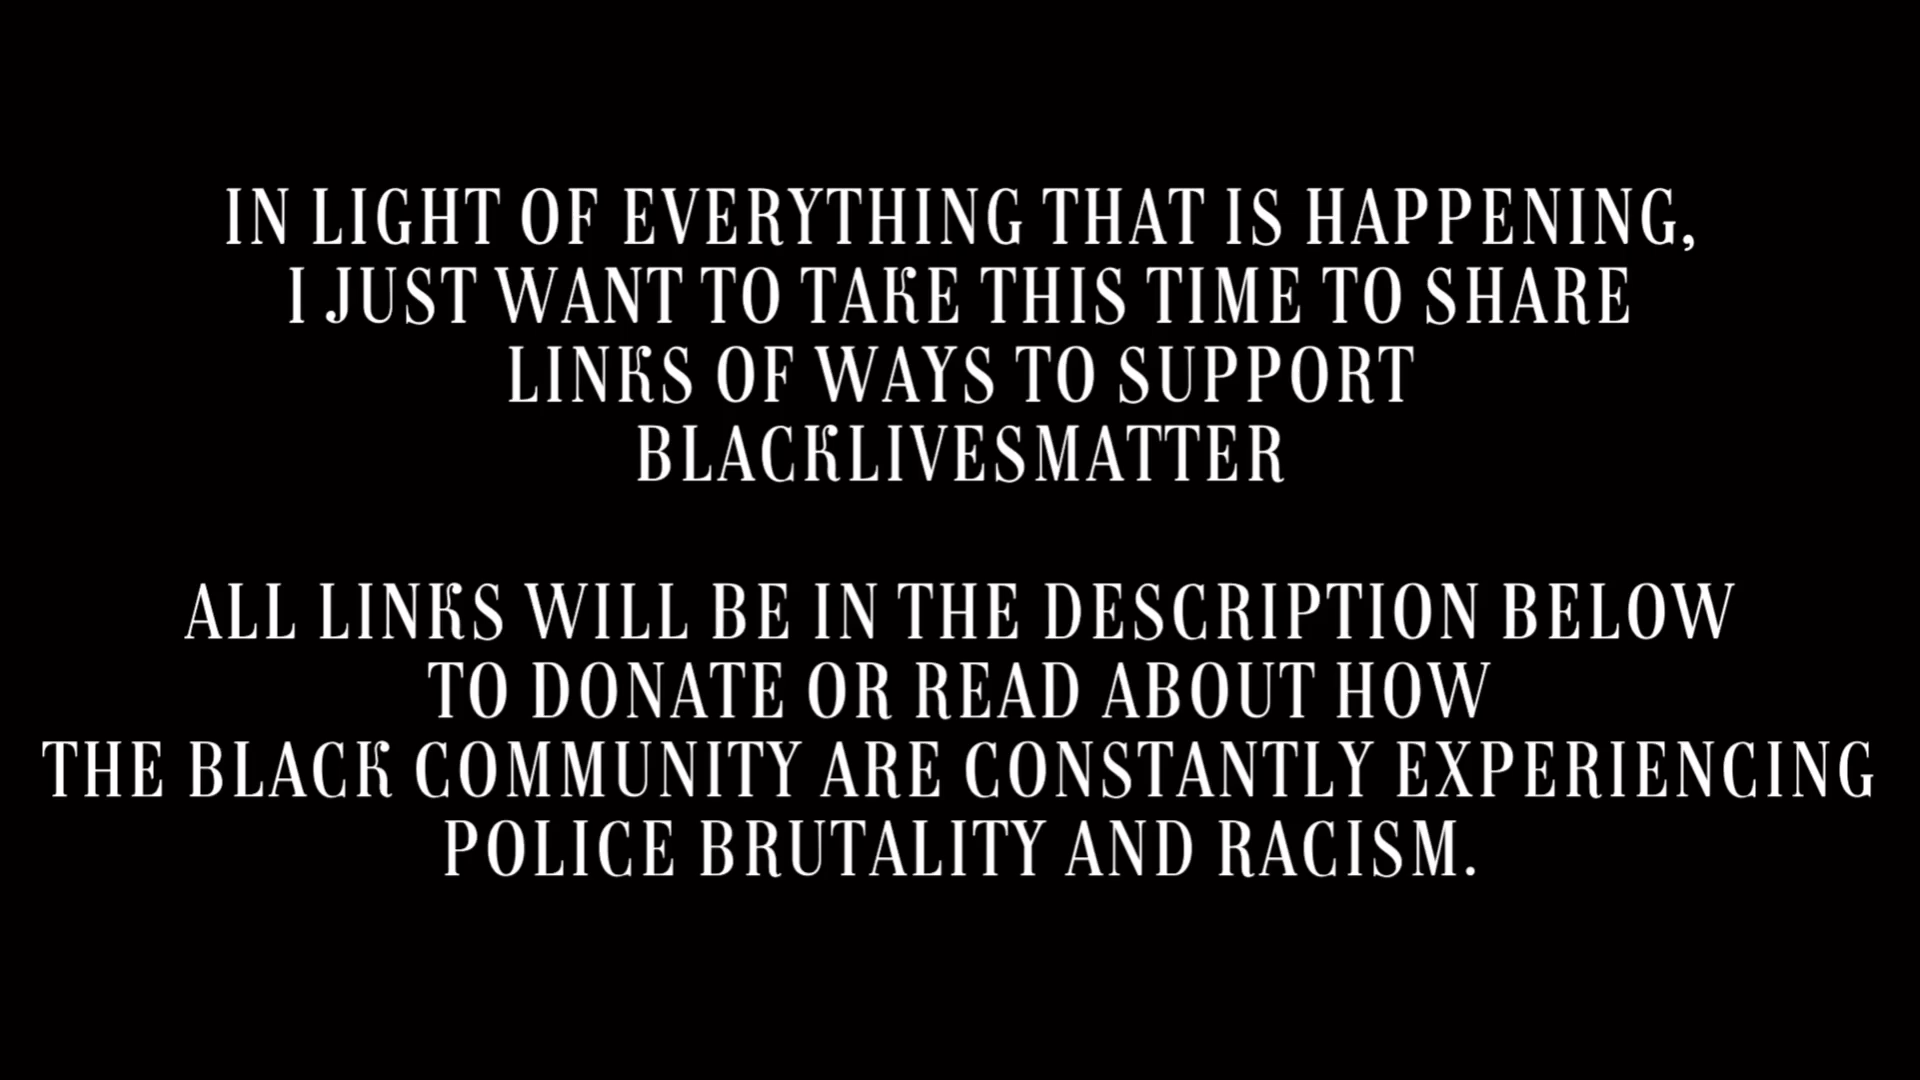 IN LIGHT OF EVERYTHING THAT IS HAPPENING,
I JUST WANT TO TAKE THIS TIME TO SHARE
LINKS OF WAYS TO SUPPORT
BLACKLIVESMATTER
ALL LINKS WILL BE IN THE DESCRIPTION BELOW
TO DONATE OR READ ABOUT HOW
THE BLACK COMMUNITY ARE CONSTANTLY EXPERIENCING
POLICE BRUTALITY AND RACISM.